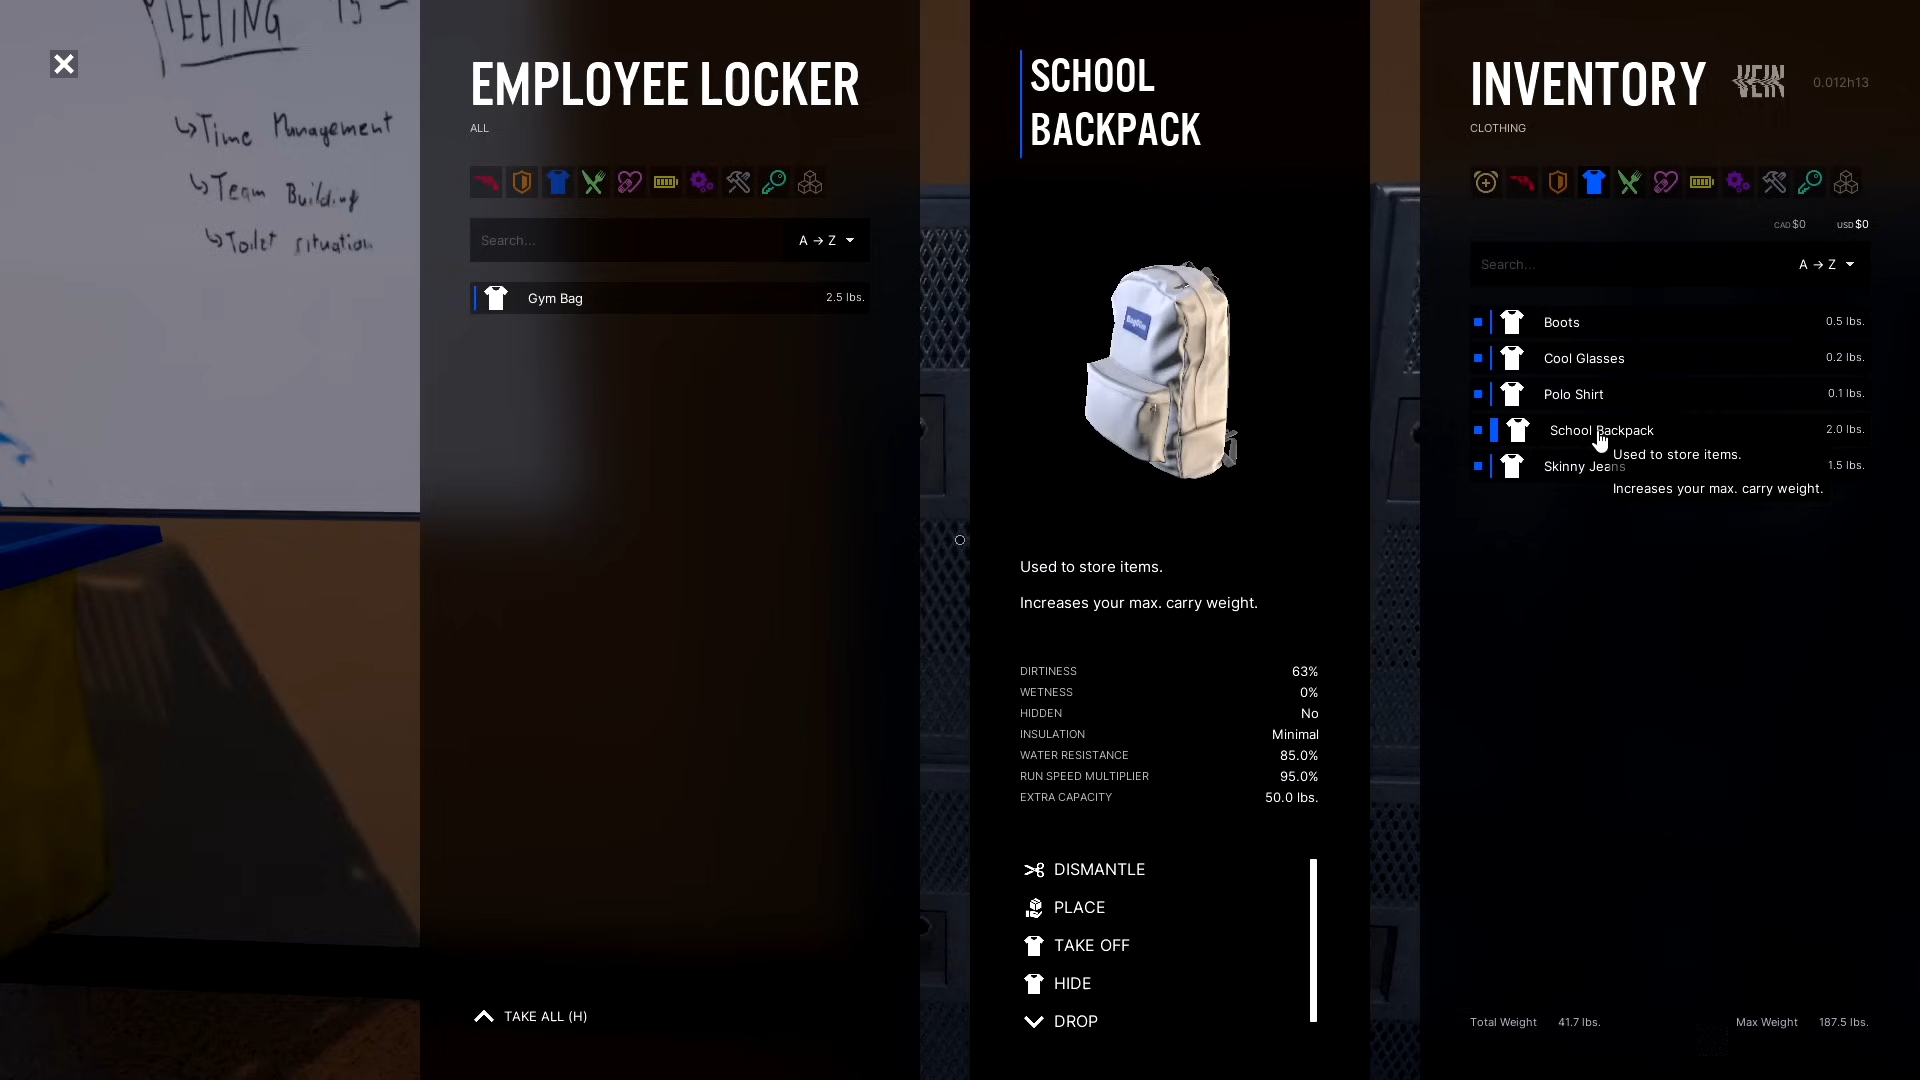 MEETING
↳ Time Management
↳ Team Building
↳ Toilet situation
EMPLOYEE LOCKER
ALL
Search...
A → Z
Gym Bag
2.5 lbs.
TAKE ALL (H)
SCHOOL
BACKPACK
Used to store items.
Increases your max. carry weight.
DIRTINESS 63%
WETNESS 0%
HIDDEN No
INSULATION Minimal
WATER RESISTANCE 85.0%
RUN SPEED MULTIPLIER 95.0%
EXTRA CAPACITY 50.0 lbs.
DISMANTLE
PLACE
TAKE OFF
HIDE
DROP
INVENTORY
VEIN
0.012h13
CLOTHING
CAD $0 USD $0
Search...
A → Z
Boots 0.5 lbs.
Cool Glasses 0.2 lbs.
Polo Shirt 0.1 lbs.
School Backpack 2.0 lbs.
Used to store items.
Skinny Jeans 1.5 lbs.
Increases your max. carry weight.
Total Weight 41.7 lbs. Max Weight 187.5 lbs.